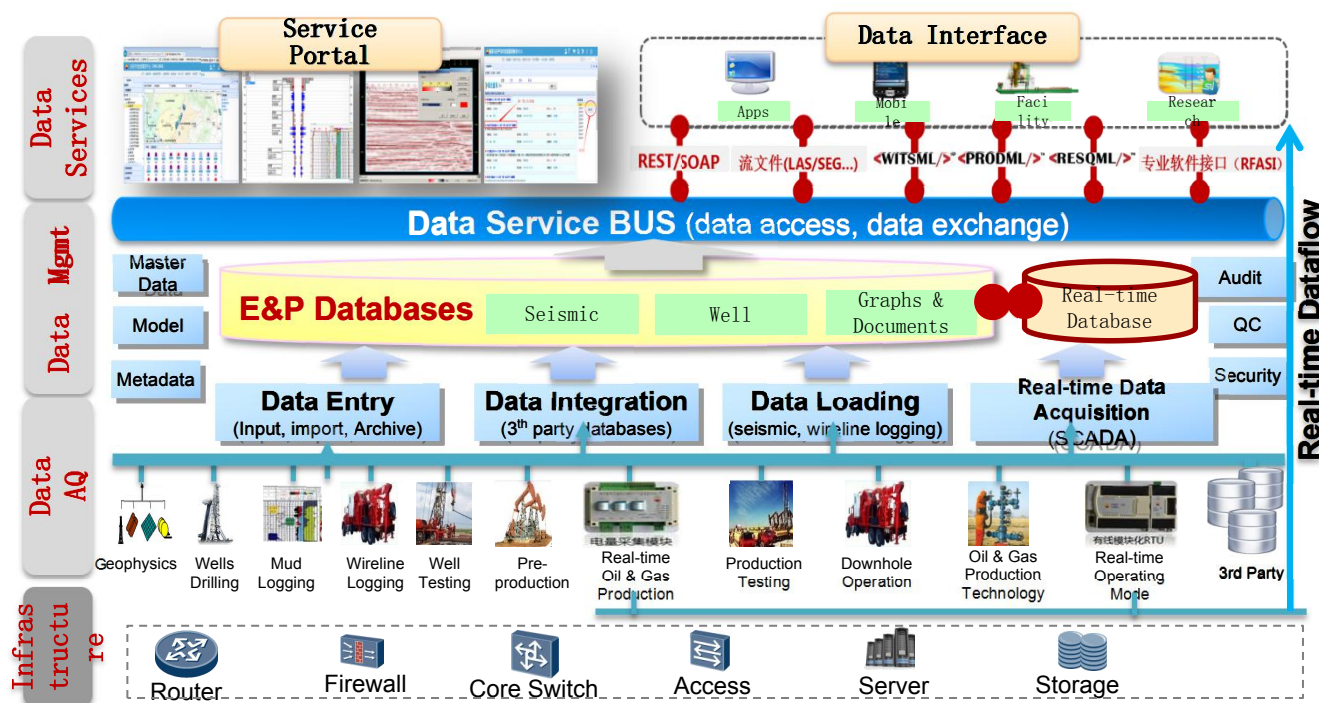 Data
Services
Service
Portal
Data Interface
Apps
Mobi
le
Faci
lity
Resear
ch
REST/SOAP
流文件(LAS/SEG...)
<WITSML/>™
<PRODML/>™
<RESQML/>™
专业软件接口（RFASI）
Data Mgmt
Data Service BUS (data access, data exchange)
Master
Data
Model
Metadata
E&P Databases
Seismic
Well
Graphs &
Documents
Real-time
Database
Audit
QC
Security
Real-time Dataflow
Data Entry
(Input, import, Archive)
Data Integration
(3th party databases)
Data Loading
(seismic, wireline logging)
Real-time Data
Acquisition
(SCADA)
Data
AQ
Geophysics
Wells
Drilling
Mud
Logging
Wireline
Logging
Well
Testing
Pre-
production
电量采集模块
Real-time
Oil & Gas
Production
Production
Testing
Downhole
Operation
Oil & Gas
Production
Technology
有线模块化RTU
Real-time
Operating
Mode
3rd Party
Infras
tructu
re
Router
Firewall
Core Switch
Access
Server
Storage